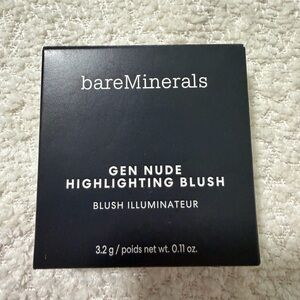 bareMinerals
GEN NUDE
HIGHLIGHTING BLUSH
BLUSH ILLUMINATEUR
3.2 g / poids net wt. 0.11 oz.